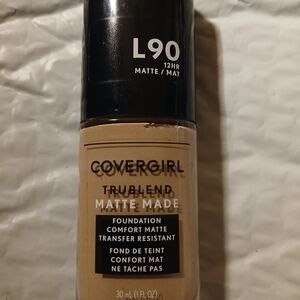 L90
12HR
MATTE / MAT
COVERGIRL
TRUBLEND
MATTE MADE
FOUNDATION
COMFORT MATTE
TRANSFER RESISTANT
FOND DE TEINT
CONFORT MAT
NE TACHE PAS
30 mL (1 FL OZ)